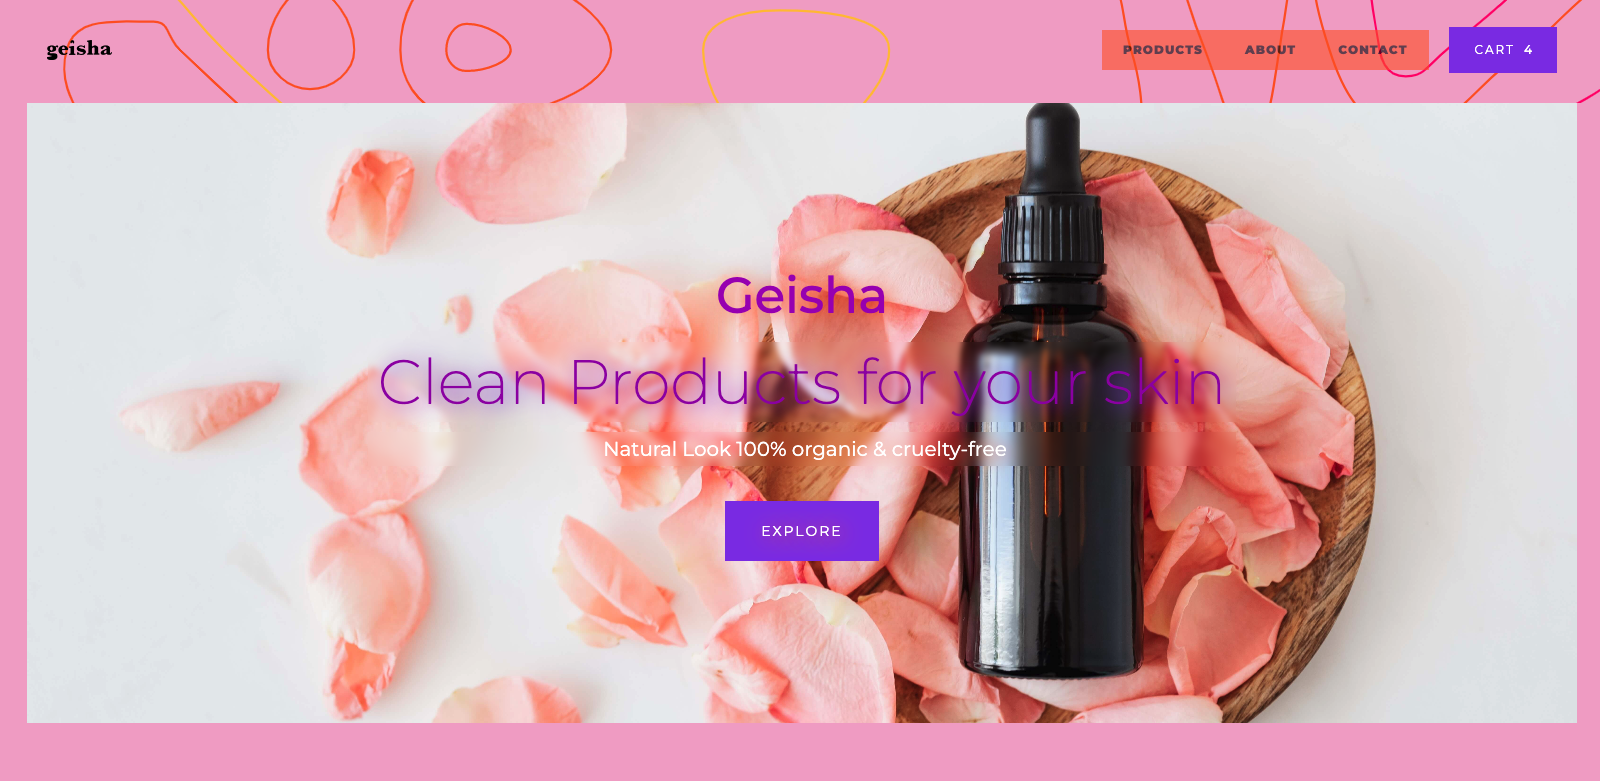 geisha
PRODUCTS ABOUT CONTACT CART 4
Geisha
Clean Products for your skin
Natural Look 100% organic & cruelty-free
EXPLORE